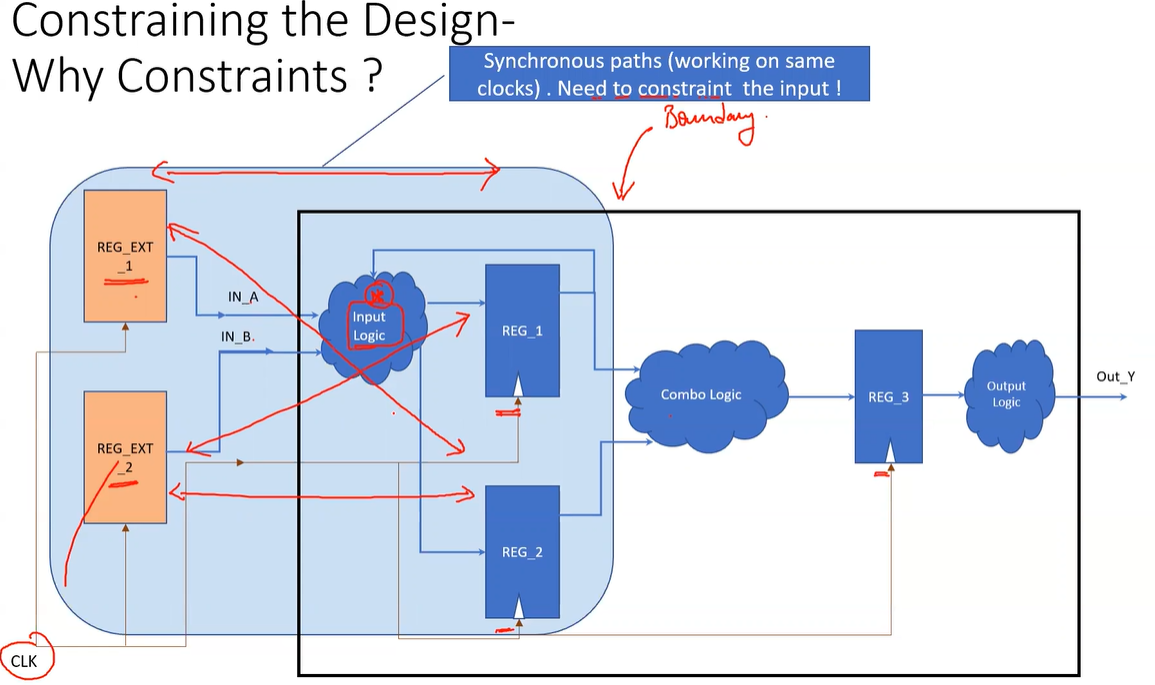 Constraining the Design-
Why Constraints ?
Synchronous paths (working on same
clocks) . Need to constraint the input !
Boundary.
REG_EXT
_1
IN_A
IN_B.
Input
Logic
REG_1
Combo Logic
REG_3
Output
Logic
Out_Y
REG_EXT
_2
REG_2
CLK